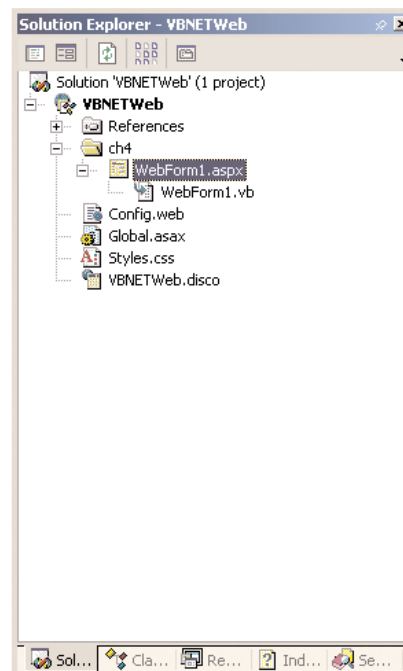 Solution Explorer - VBNETWeb
Solution 'VBNETWeb' (1 project)
VBNETWeb
References
ch4
WebForm1.aspx
WebForm1.vb
Config.web
Global.asax
Styles.css
VBNETWeb.disco
Sol... Cla... Re... Ind... Se...